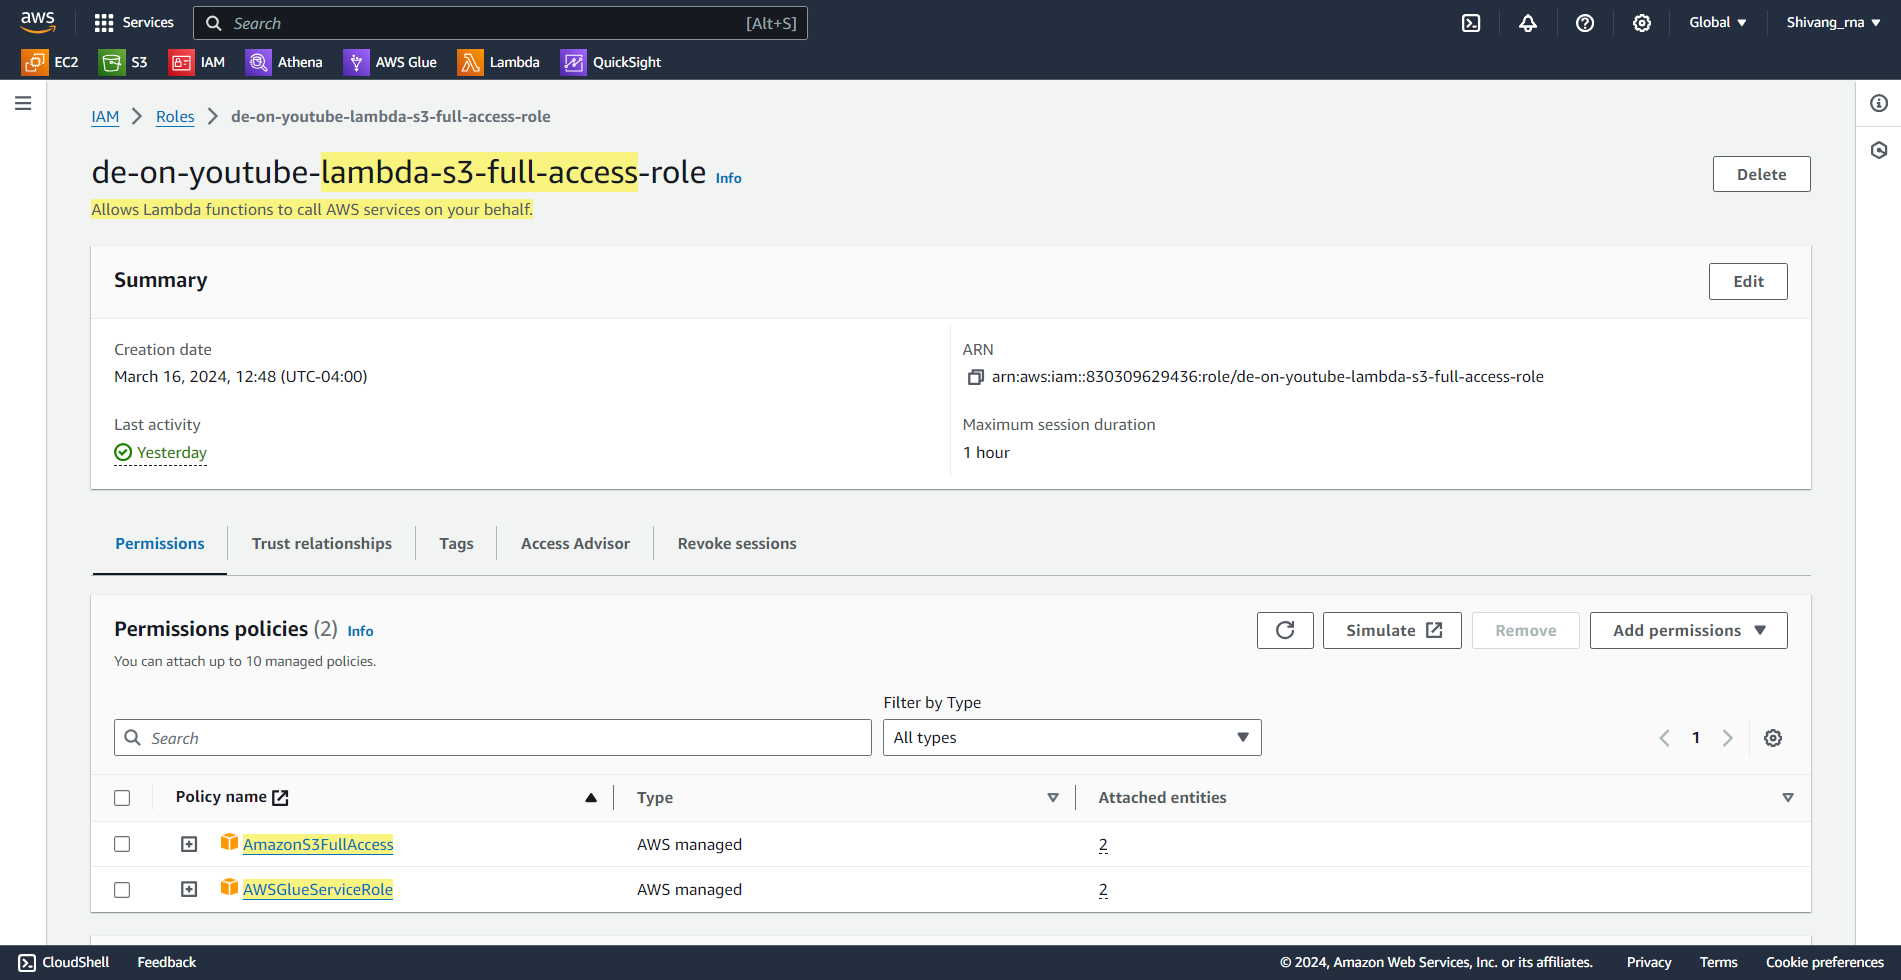 aws Services Search [Alt+S] Global Shivang_rna
EC2 S3 IAM Athena AWS Glue Lambda QuickSight
IAM Roles de-on-youtube-lambda-s3-full-access-role
de-on-youtube-lambda-s3-full-access-role Info
Delete
Allows Lambda functions to call AWS services on your behalf.
Summary
Edit
Creation date
March 16, 2024, 12:48 (UTC-04:00)
ARN
arn:aws:iam::830309629436:role/de-on-youtube-lambda-s3-full-access-role
Last activity
Yesterday
Maximum session duration
1 hour
Permissions Trust relationships Tags Access Advisor Revoke sessions
Permissions policies (2) Info
You can attach up to 10 managed policies.
Simulate Remove Add permissions
Filter by Type
Search
All types
1
Policy name Type Attached entities
AmazonS3FullAccess AWS managed 2
AWSGlueServiceRole AWS managed 2
CloudShell Feedback © 2024, Amazon Web Services, Inc. or its affiliates. Privacy Terms Cookie preferences